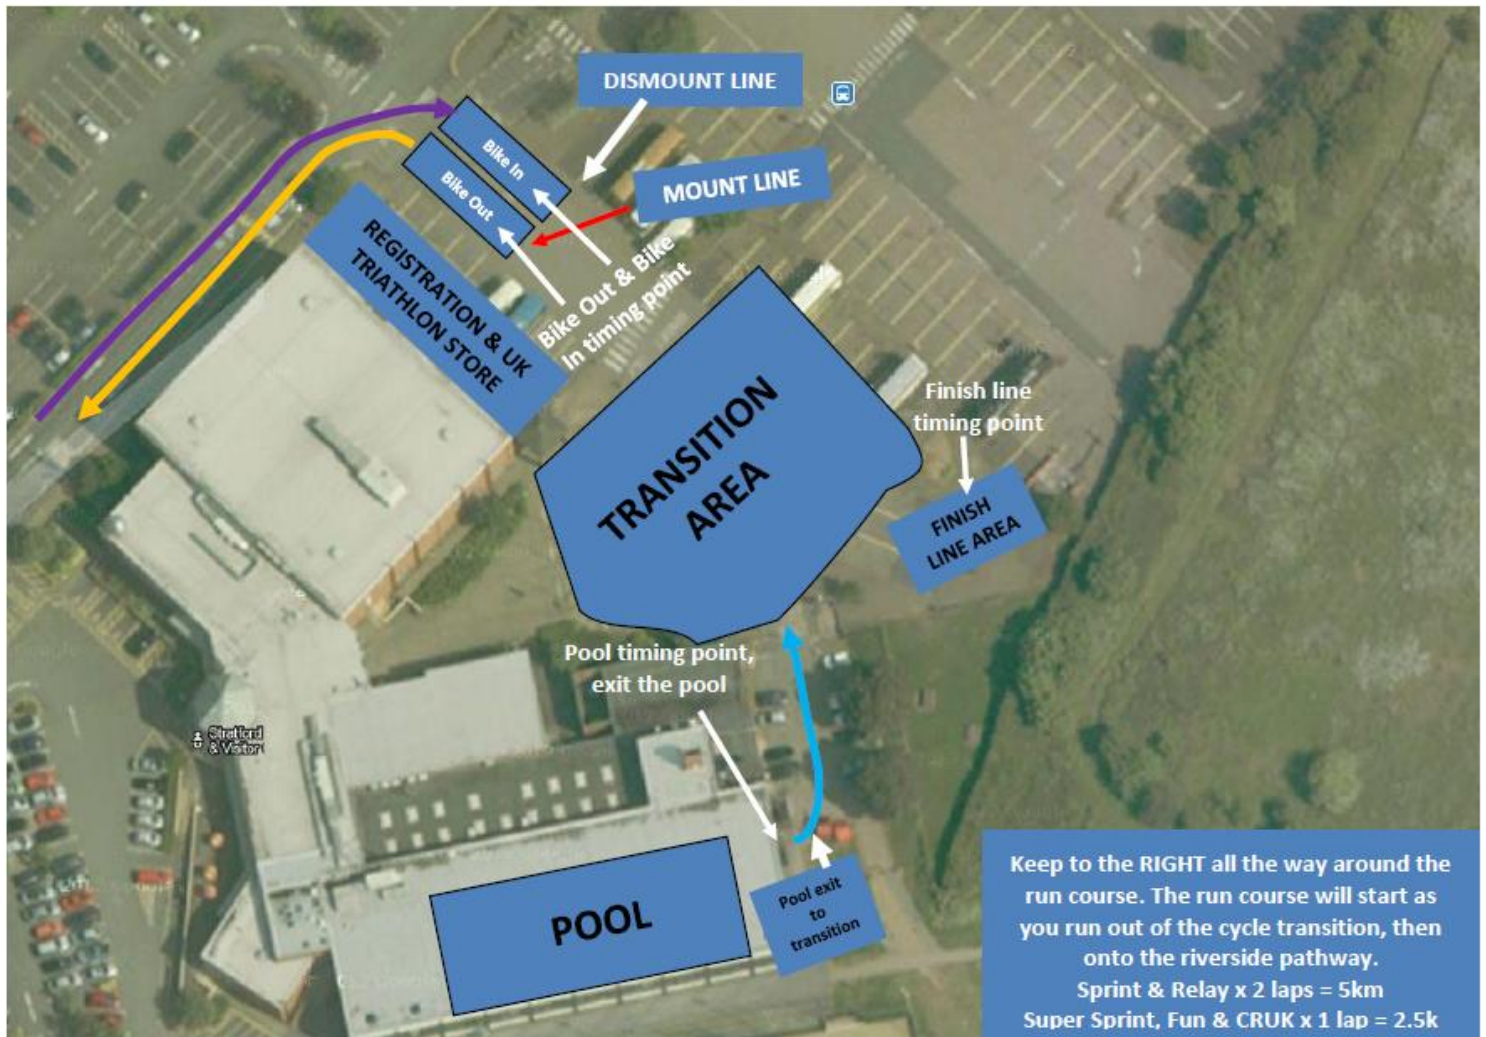 DISMOUNT LINE
Bike In
MOUNT LINE
Bike Out
REGISTRATION & UK
TRIATHLON STORE
Bike Out & Bike
In timing point
TRANSITION
AREA
Finish line
timing point
FINISH
LINE AREA
Pool timing point,
exit the pool
Stratford
& Visitor
POOL
Pool exit
to
transition
Keep to the RIGHT all the way around the
run course. The run course will start as
you run out of the cycle transition, then
onto the riverside pathway.
Sprint & Relay x 2 laps = 5km
Super Sprint, Fun & CRUK x 1 lap = 2.5k